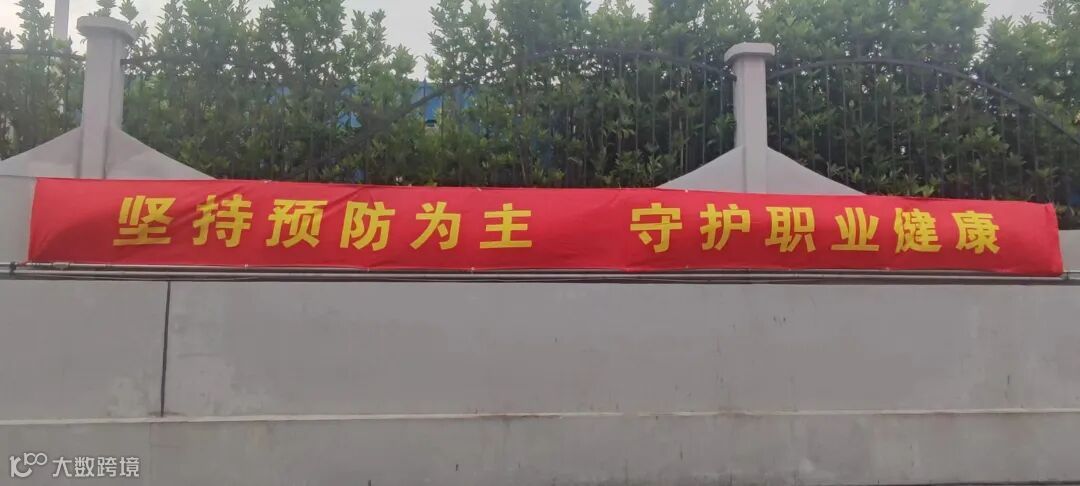 坚持预防为主 守护职业健康
大数跨境